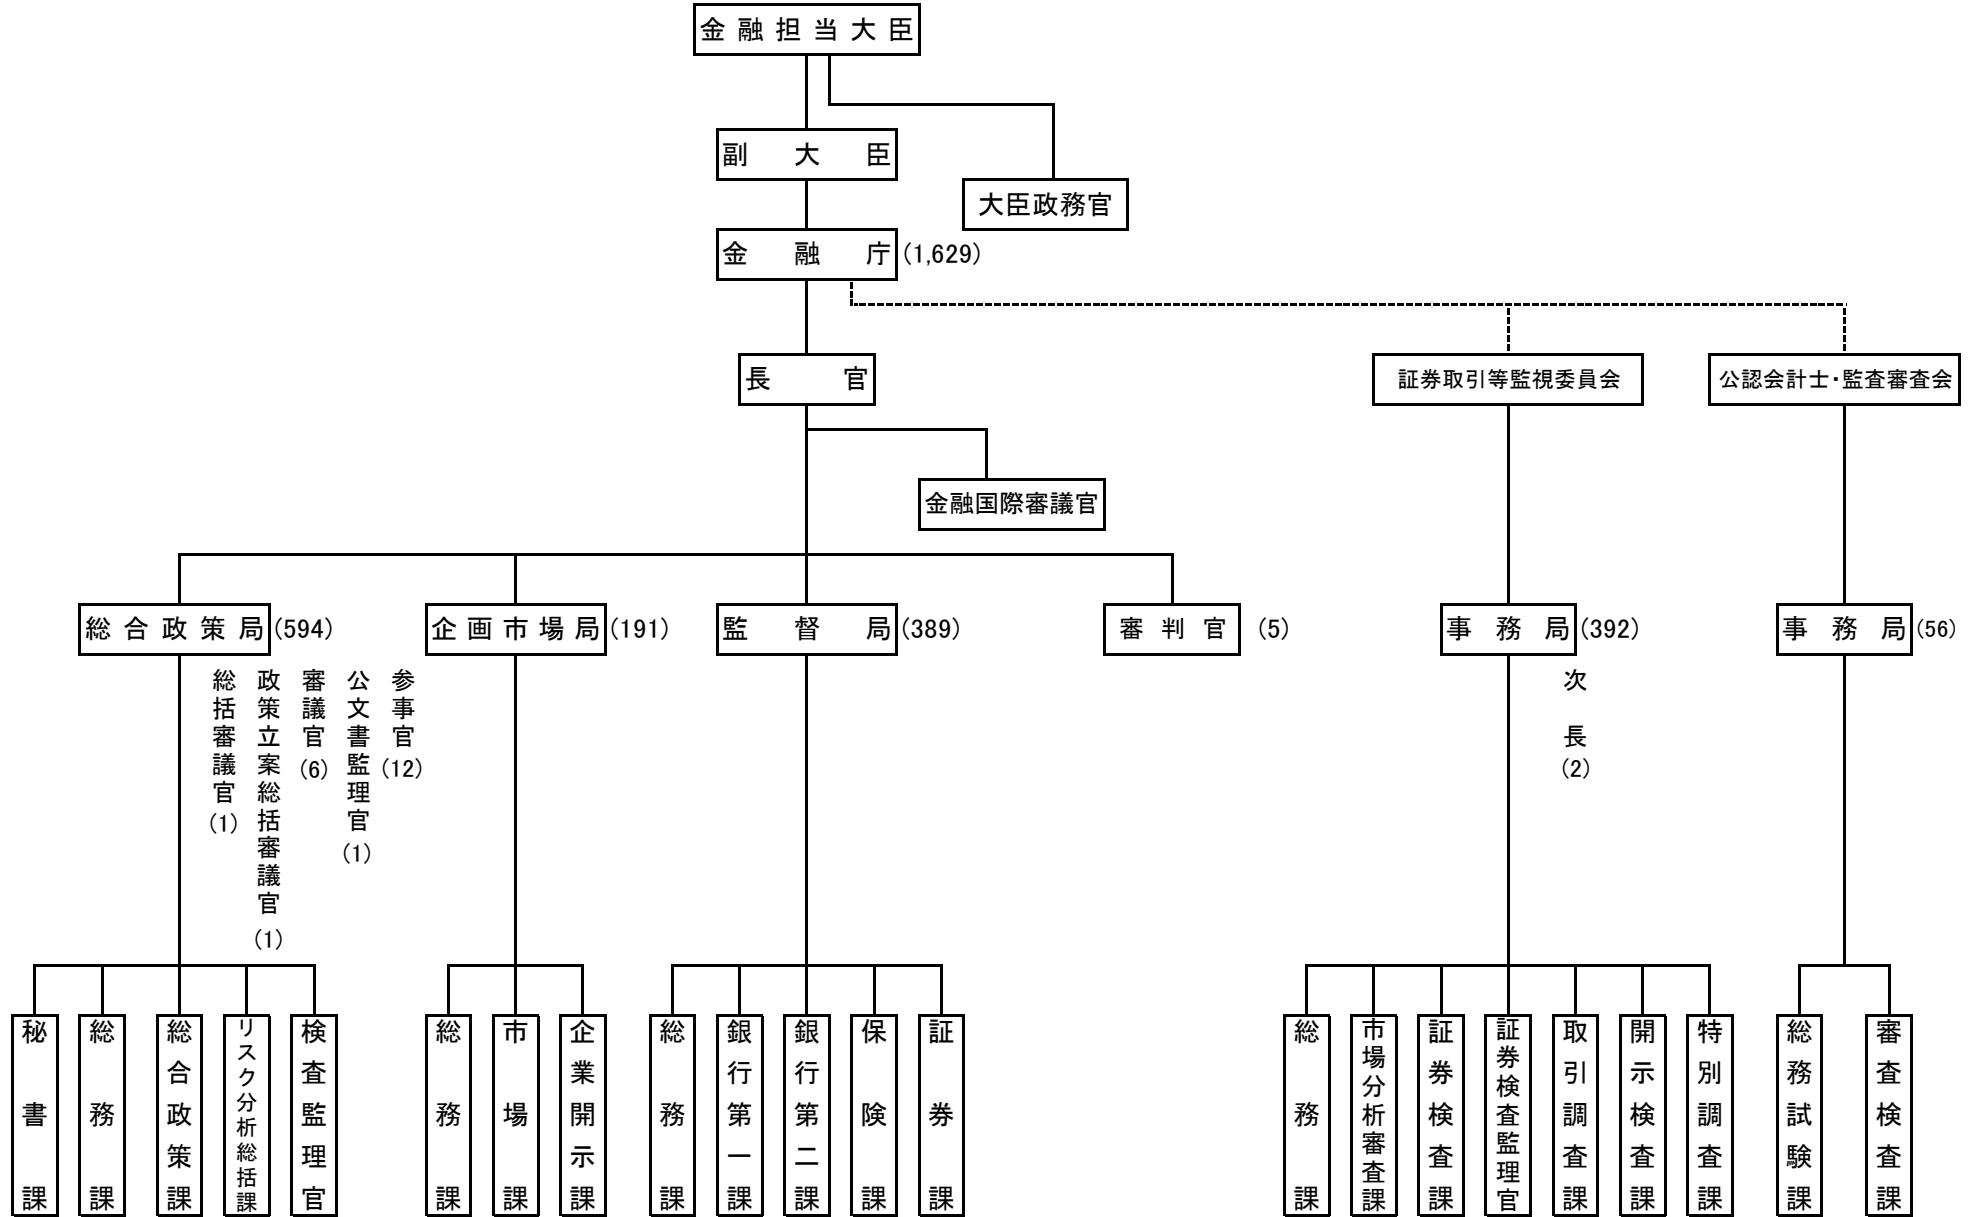 金融担当大臣
副大臣
大臣政務官
金融庁(1,629)
長官
証券取引等監視委員会
公認会計士・監査審査会
金融国際審議官
総合政策局(594)
企画市場局(191)
監督局(389)
審判官 (5)
事務局(392)
事務局(56)
総括審議官(1)
政策立案総括審議官(1)
審議官(6)
公文書監理官(1)
参事官(12)
次長(2)
秘書課
総務課
総合政策課
リスク分析総括課
検査監理官
総務課
市場課
企業開示課
総務課
銀行第一課
銀行第二課
保険課
証券課
総務課
市場分析審査課
証券検査課
証券検査監理官
取引調査課
開示検査課
特別調査課
総務試験課
審査検査課